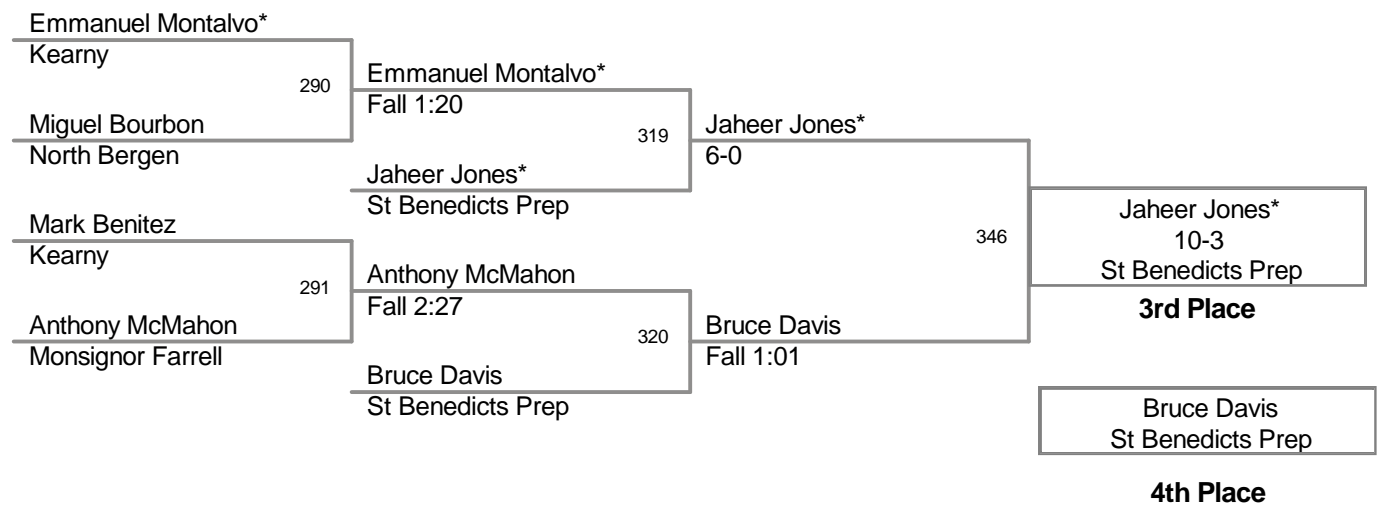 Emmanuel Montalvo*
Kearny
290
Miguel Bourbon
North Bergen
Mark Benitez
Kearny
291
Anthony McMahon
Monsignor Farrell
Emmanuel Montalvo*
Fall 1:20
319
Jaheer Jones*
St Benedicts Prep
Anthony McMahon
Fall 2:27
320
Bruce Davis
St Benedicts Prep
Jaheer Jones*
6-0
346
Bruce Davis
Fall 1:01
Jaheer Jones*
10-3
St Benedicts Prep
3rd Place
Bruce Davis
St Benedicts Prep
4th Place